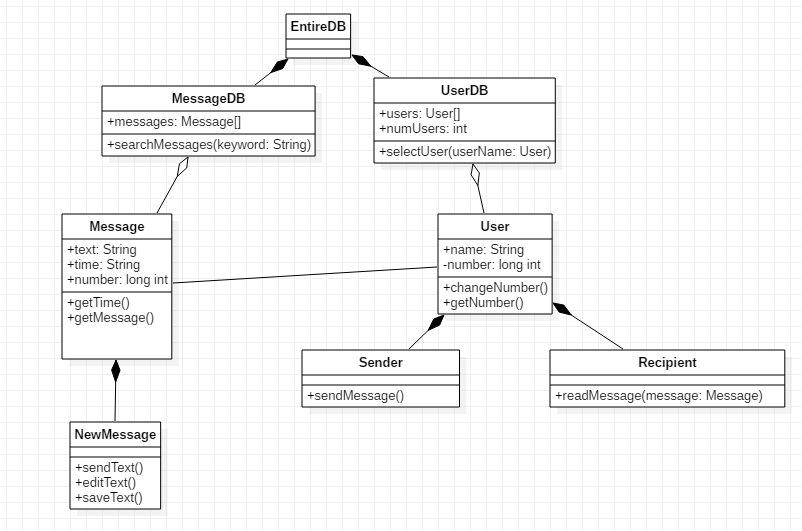 EntireDB
MessageDB
+messages: Message[]
+searchMessages(keyword: String)
UserDB
+users: User[]
+numUsers: int
+selectUser(userName: User)
Message
+text: String
+time: String
+number: long int
+getTime()
+getMessage()
User
+name: String
-number: long int
+changeNumber()
+getNumber()
Sender
+sendMessage()
Recipient
+readMessage(message: Message)
NewMessage
+sendText()
+editText()
+saveText()